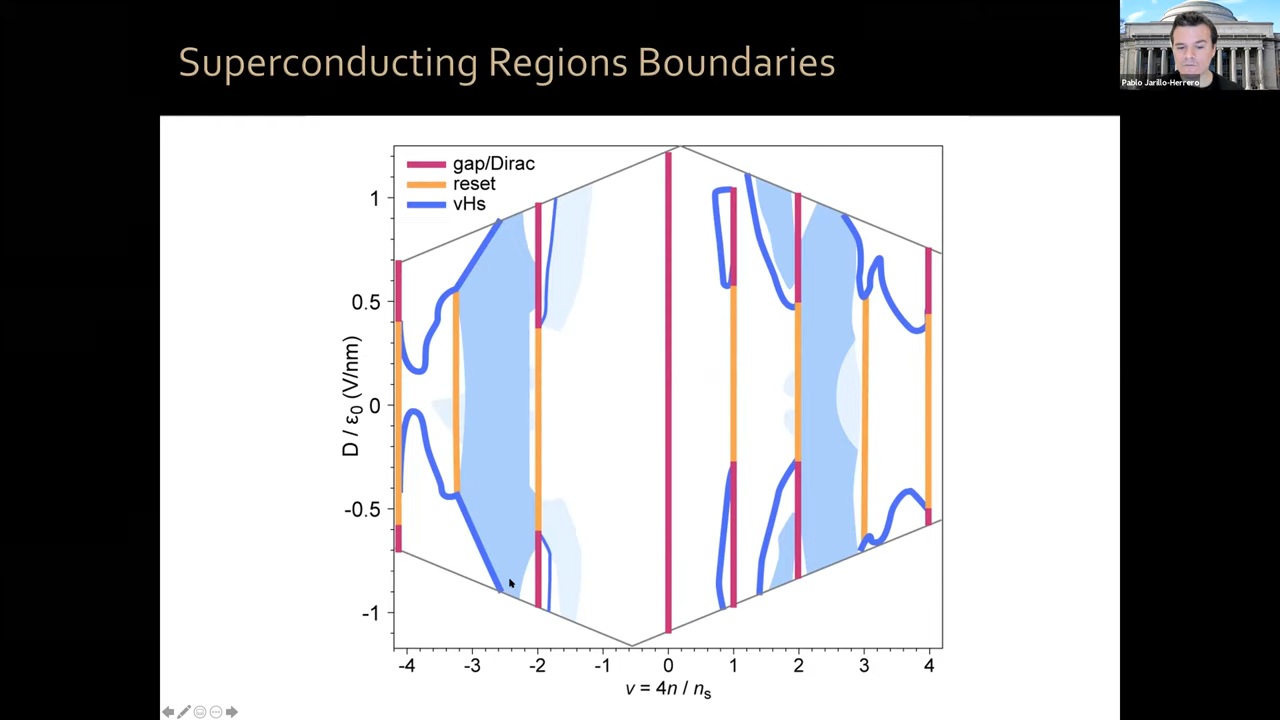 Superconducting Regions Boundaries
Pablo Jarillo-Herrero
gap/Dirac
reset
vHs
1
0.5
0
-0.5
-1
D / ε₀ (V/nm)
-4 -3 -2 -1 0 1 2 3 4
ν = 4n / nₛ